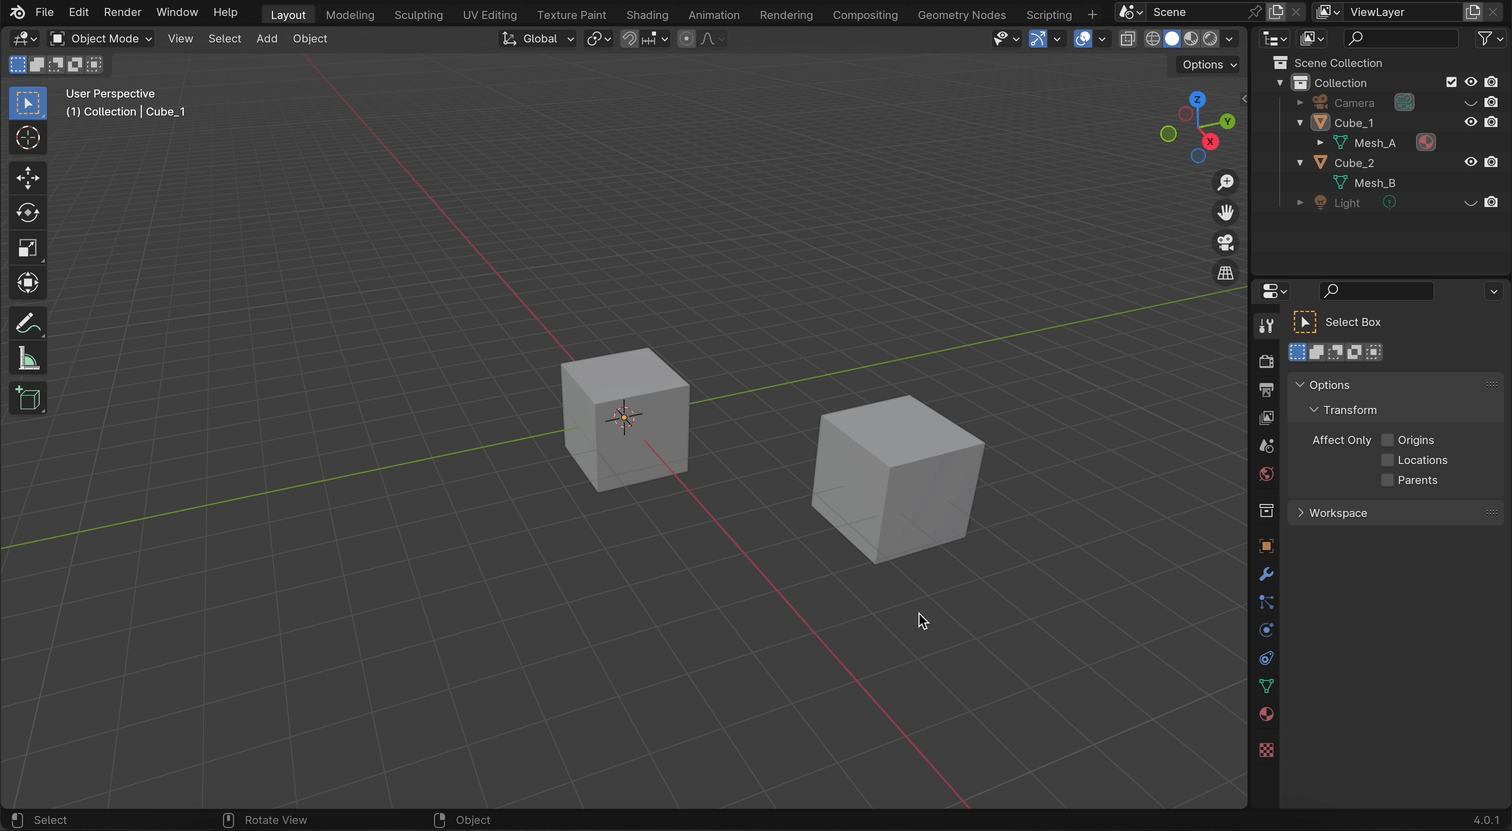 File Edit Render Window Help Layout Modeling Sculpting UV Editing Texture Paint Shading Animation Rendering Compositing Geometry Nodes Scripting + Scene ViewLayer
Object Mode View Select Add Object Global
Options
User Perspective
(1) Collection | Cube_1
Z
Y
X
Scene Collection
Collection
Camera
Cube_1
Mesh_A
Cube_2
Mesh_B
Light
Select Box
Options
Transform
Affect Only Origins
Locations
Parents
Workspace
Select Rotate View Object 4.0.1